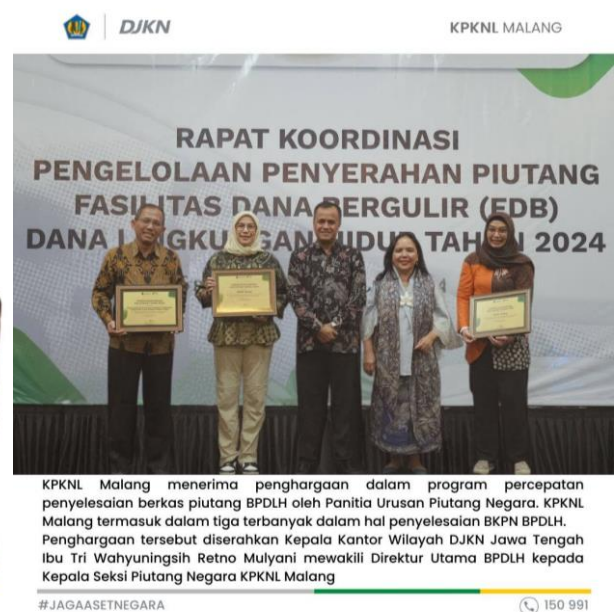 DJKN
KPKNL MALANG
RAPAT KOORDINASI
PENGELOLAAN PENYERAHAN PIUTANG
FASILITAS DANA BERGULIR (FDB)
DANA LINGKUNGAN HIDUP TAHUN 2024
KPKNL Malang menerima penghargaan dalam program percepatan
penyelesaian berkas piutang BPDLH oleh Panitia Urusan Piutang Negara. KPKNL
Malang termasuk dalam tiga terbanyak dalam hal penyelesaian BKPN BPDLH.
Penghargaan tersebut diserahkan Kepala Kantor Wilayah DJKN Jawa Tengah
Ibu Tri Wahyuningsih Retno Mulyani mewakili Direktur Utama BPDLH kepada
Kepala Seksi Piutang Negara KPKNL Malang
#JAGAASETNEGARA
150 991